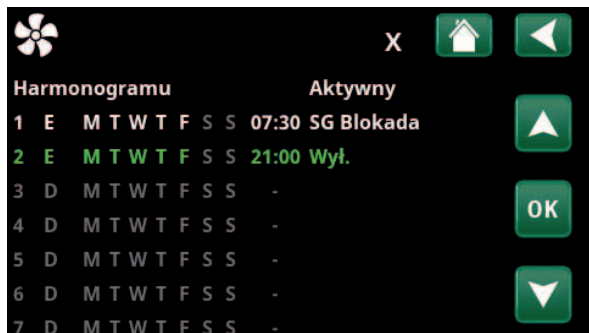 X
Harmonogramu Aktywny
1 E M T W T F S S 07:30 SG Blokada
2 E M T W T F S S 21:00 Wył.
3 D M T W T F S S -
4 D M T W T F S S -
OK
5 D M T W T F S S -
6 D M T W T F S S -
7 D M T W T F S S -